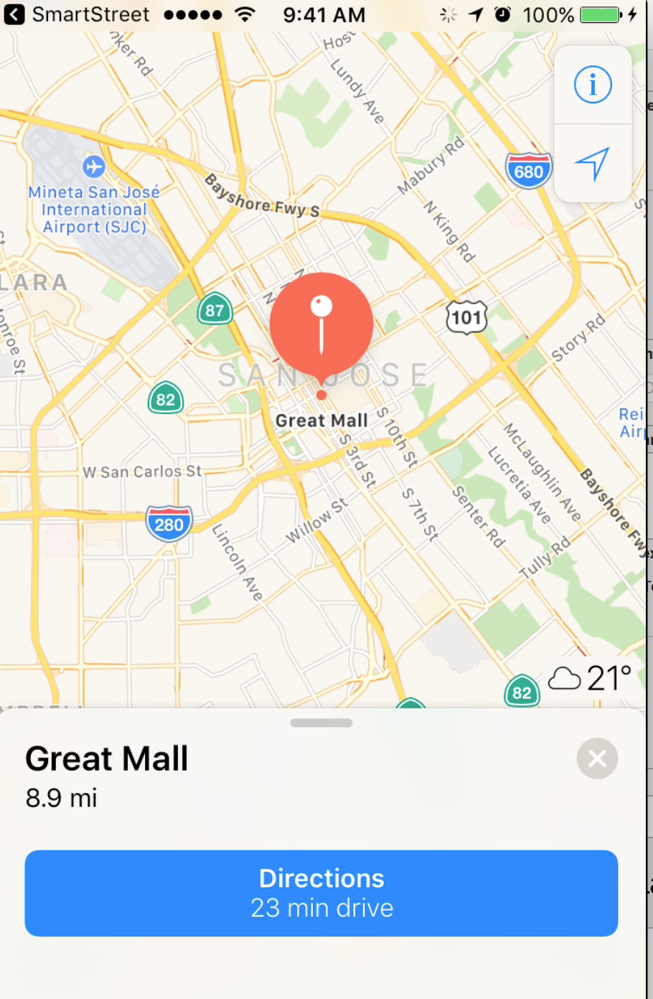 SmartStreet
9:41 AM
100%
Lundy Ave
Mabury Rd
680
Mineta San José
International
Airport (SJC)
Bayshore Fwy S
N King Rd
LARA
87
101
Story Rd
SAN JOSE
82
Great Mall
S 10th St
S 3rd St
W San Carlos St
McLaughlin Ave
Lucretia Ave
Bayshore Fwy
S 7th St
Senter Rd
280
Willow St
Lincoln Ave
Tully Rd
82
21°
Great Mall
8.9 mi
Directions
23 min drive